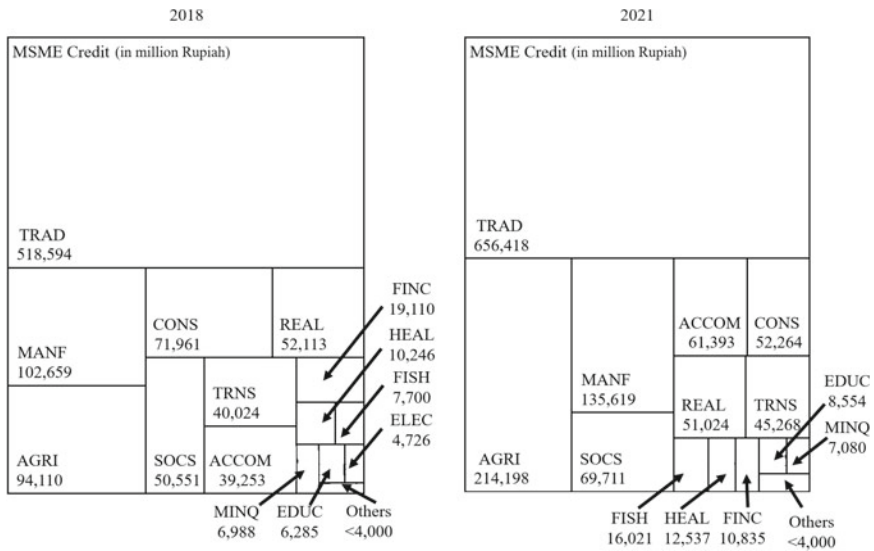 2018
MSME Credit (in million Rupiah)
TRAD
518,594
MANF
102,659
AGRI
94,110
CONS
71,961
REAL
52,113
SOCS
50,551
TRNS
40,024
ACCOM
39,253
FINC
19,110
HEAL
10,246
FISH
7,700
ELEC
4,726
MINQ
6,988
EDUC
6,285
Others
<4,000
2021
MSME Credit (in million Rupiah)
TRAD
656,418
AGRI
214,198
MANF
135,619
SOCS
69,711
ACCOM
61,393
CONS
52,264
REAL
51,024
TRNS
45,268
EDUC
8,554
MINQ
7,080
FISH
16,021
HEAL
12,537
FINC
10,835
Others
<4,000